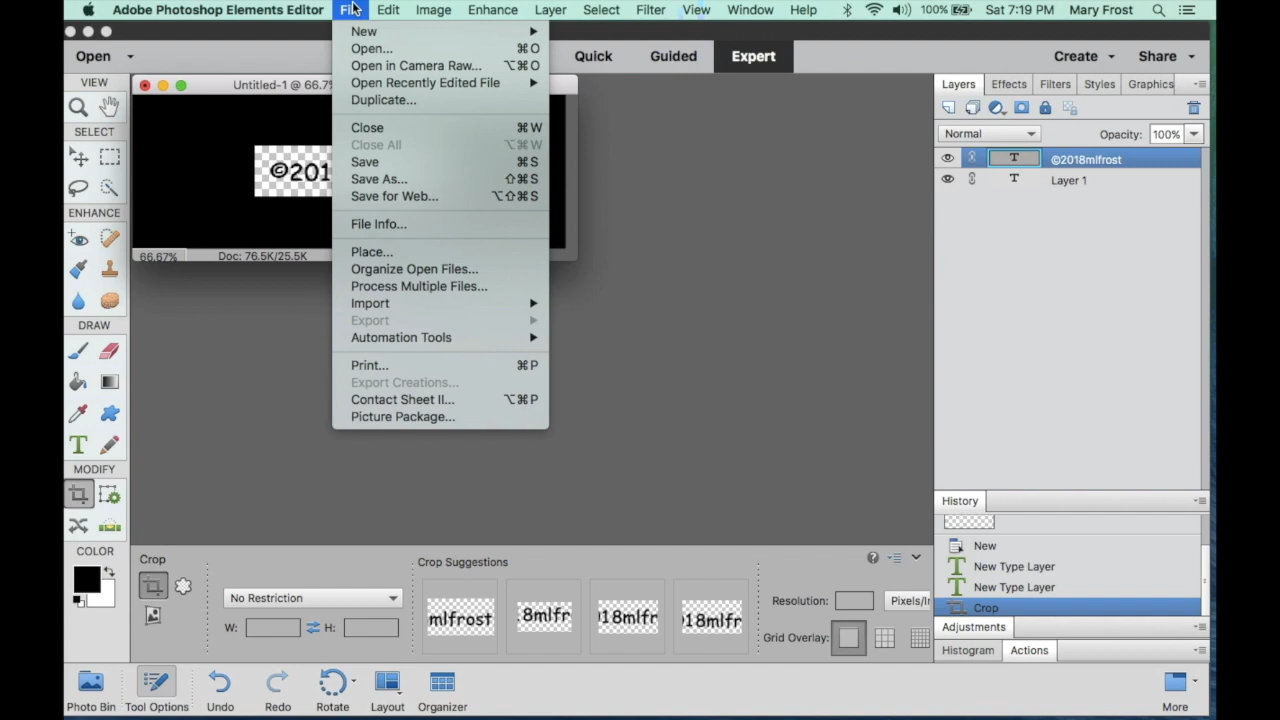 Adobe Photoshop Elements Editor File Edit Image Enhance Layer Select Filter View Window Help 100% Sat 7:19 PM Mary Frost
Open Quick Guided Expert Create Share
VIEW
SELECT
ENHANCE
DRAW
MODIFY
COLOR
Untitled-1 @ 66.7%
©201
66.67% Doc: 76.5K/25.5K
New
Open... ⌘O
Open in Camera Raw... ⌥⌘O
Open Recently Edited File
Duplicate...
Close ⌘W
Close All ⌥⌘W
Save ⌘S
Save As... ⇧⌘S
Save for Web... ⌥⇧⌘S
File Info...
Place...
Organize Open Files...
Process Multiple Files...
Import
Export
Automation Tools
Print... ⌘P
Export Creations...
Contact Sheet II... ⌥⌘P
Picture Package...
Layers Effects Filters Styles Graphics
Normal Opacity: 100%
T ©2018mlfrost
T Layer 1
History
New
New Type Layer
New Type Layer
Crop
Adjustments
Histogram Actions
Crop
No Restriction
W: H:
Crop Suggestions
mlfrost 8mlfr 18mlfr 18mlfr
Resolution: Pixels/In
Grid Overlay:
Photo Bin Tool Options Undo Redo Rotate Layout Organizer More